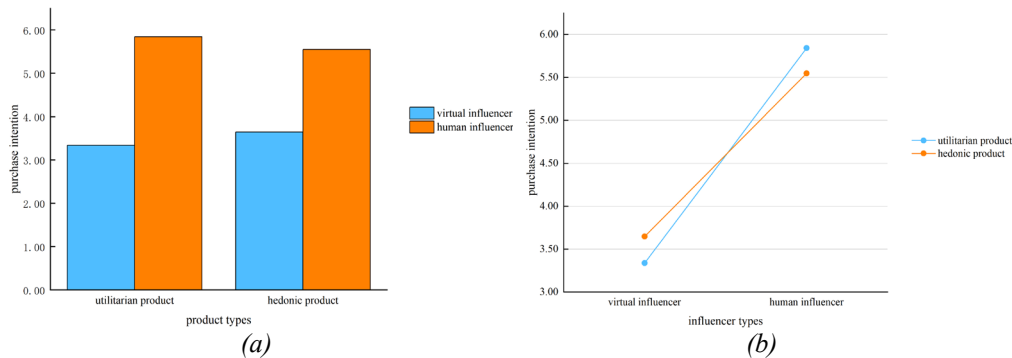 purchase intention
6.00
5.00
4.00
3.00
2.00
1.00
0.00
utilitarian product
hedonic product
product types
virtual influencer
human influencer
(a)
purchase intention
6.00
5.50
5.00
4.50
4.00
3.50
3.00
virtual influencer
human influencer
influencer types
utilitarian product
hedonic product
(b)